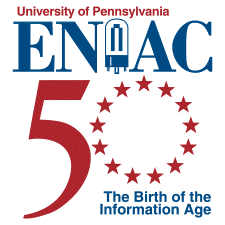 University of Pennsylvania
ENIAC
50
The Birth of the
Information Age